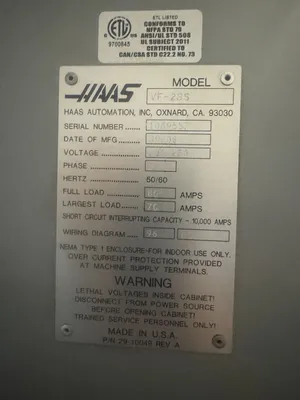 ETL LISTED
CONFORMS TO
NFPA STD 79
ANSI/UL STD 508
UL SUBJECT 2011
9700845
CERTIFIED TO
CAN/CSA STD C22.2 NO. 73
HAAS
MODEL
HAAS AUTOMATION, INC, OXNARD, CA. 93030
SERIAL NUMBER
DATE OF MFG
VOLTAGE
PHASE
HERTZ 50/60
FULL LOAD AMPS
LARGEST LOAD AMPS
SHORT CIRCUIT INTERRUPTING CAPACITY - 10,000 AMPS
WIRING DIAGRAM
NEMA TYPE 1 ENCLOSURE-FOR INDOOR USE ONLY.
OVER CURRENT PROTECTION PROVIDED
AT MACHINE SUPPLY TERMINALS.
WARNING
LETHAL VOLTAGES INSIDE CABINET!
DISCONNECT FROM POWER SOURCE
BEFORE OPENING CABINET!
TRAINED SERVICE PERSONNEL ONLY!
MADE IN U.S.A.
P/N 29-10049 REV A